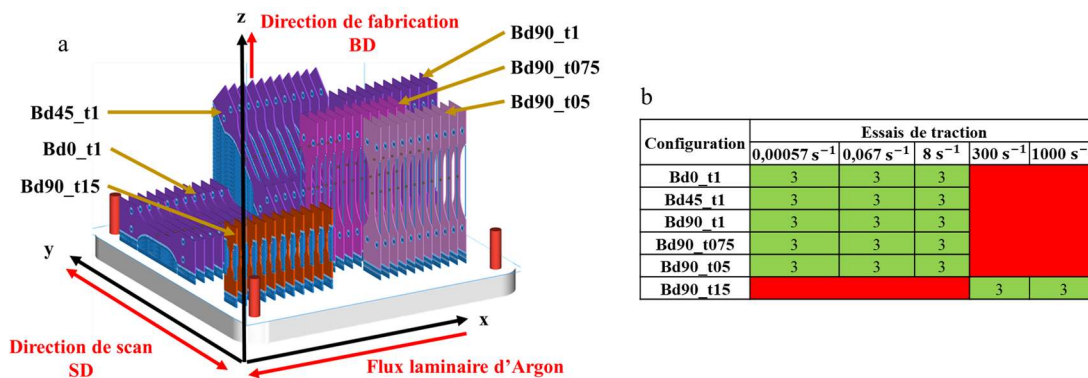 a
z
Direction de fabrication
BD
Bd90_t1
Bd90_t075
Bd90_t05
Bd45_t1
Bd0_t1
Bd90_t15
y
x
Direction de scan
SD
Flux laminaire d'Argon
b
Configuration Essais de traction
0,00057 s⁻¹ 0,067 s⁻¹ 8 s⁻¹ 300 s⁻¹ 1000 s⁻¹
Bd0_t1 3 3 3
Bd45_t1 3 3 3
Bd90_t1 3 3 3
Bd90_t075 3 3 3
Bd90_t05 3 3 3
Bd90_t15 3 3